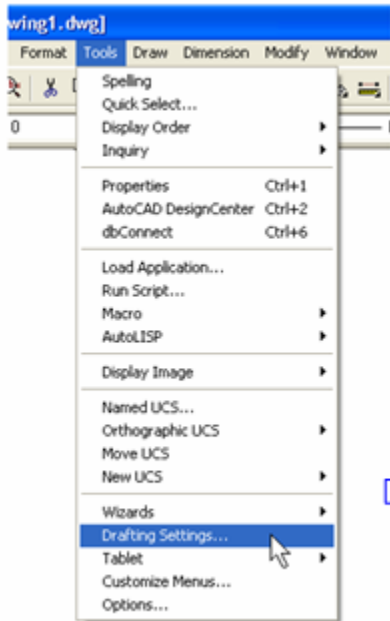 wing1.dwg]
Format Tools Draw Dimension Modify Window
0
Spelling
Quick Select...
Display Order
Inquiry
Properties Ctrl+1
AutoCAD DesignCenter Ctrl+2
dbConnect Ctrl+6
Load Application...
Run Script...
Macro
AutoLISP
Display Image
Named UCS...
Orthographic UCS
Move UCS
New UCS
Wizards
Drafting Settings...
Tablet
Customize Menus...
Options...